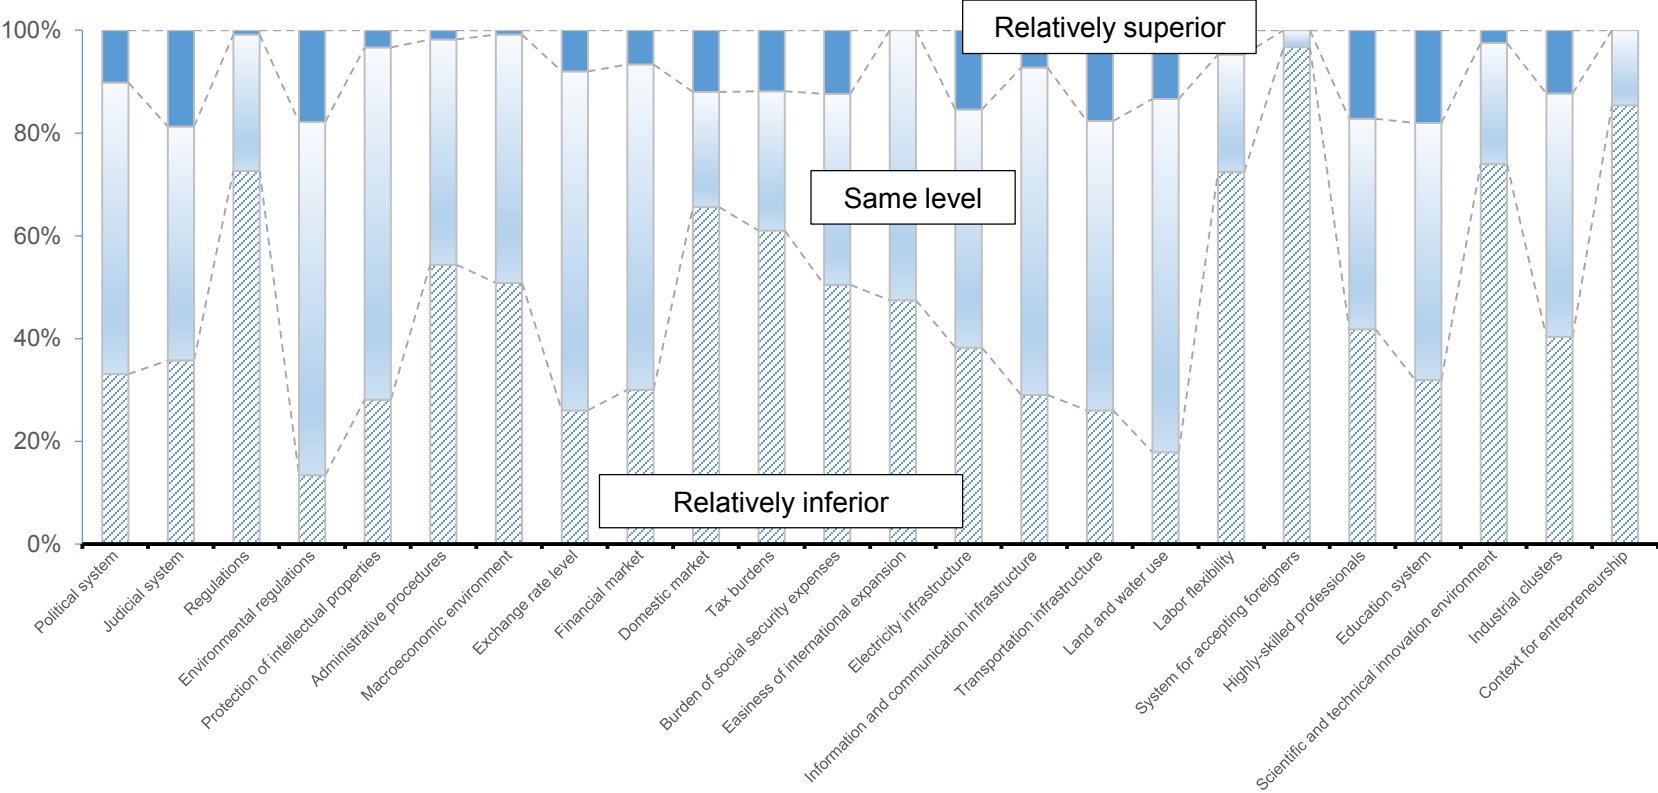 100%
80%
60%
40%
20%
0%
Relatively superior
Same level
Relatively inferior
Political system
Judicial system
Regulations
Environmental regulations
Protection of intellectual properties
Administrative procedures
Macroeconomic environment
Exchange rate level
Financial market
Domestic market
Tax burdens
Burden of social security expenses
Easiness of international expansion
Electricity infrastructure
Information and communication infrastructure
Transportation infrastructure
Land and water use
Labor flexibility
System for accepting foreigners
Highly-skilled professionals
Education system
Scientific and technical innovation environment
Industrial clusters
Context for entrepreneurship